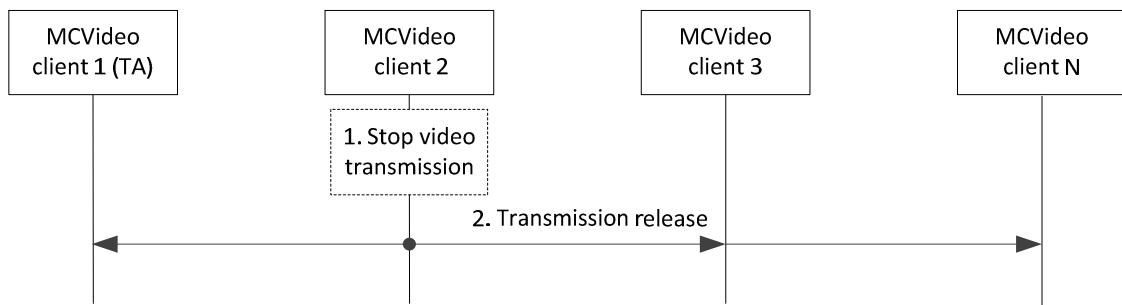 MCVideo
client 1 (TA)
MCVideo
client 2
MCVideo
client 3
MCVideo
client N
1. Stop video
transmission
2. Transmission release